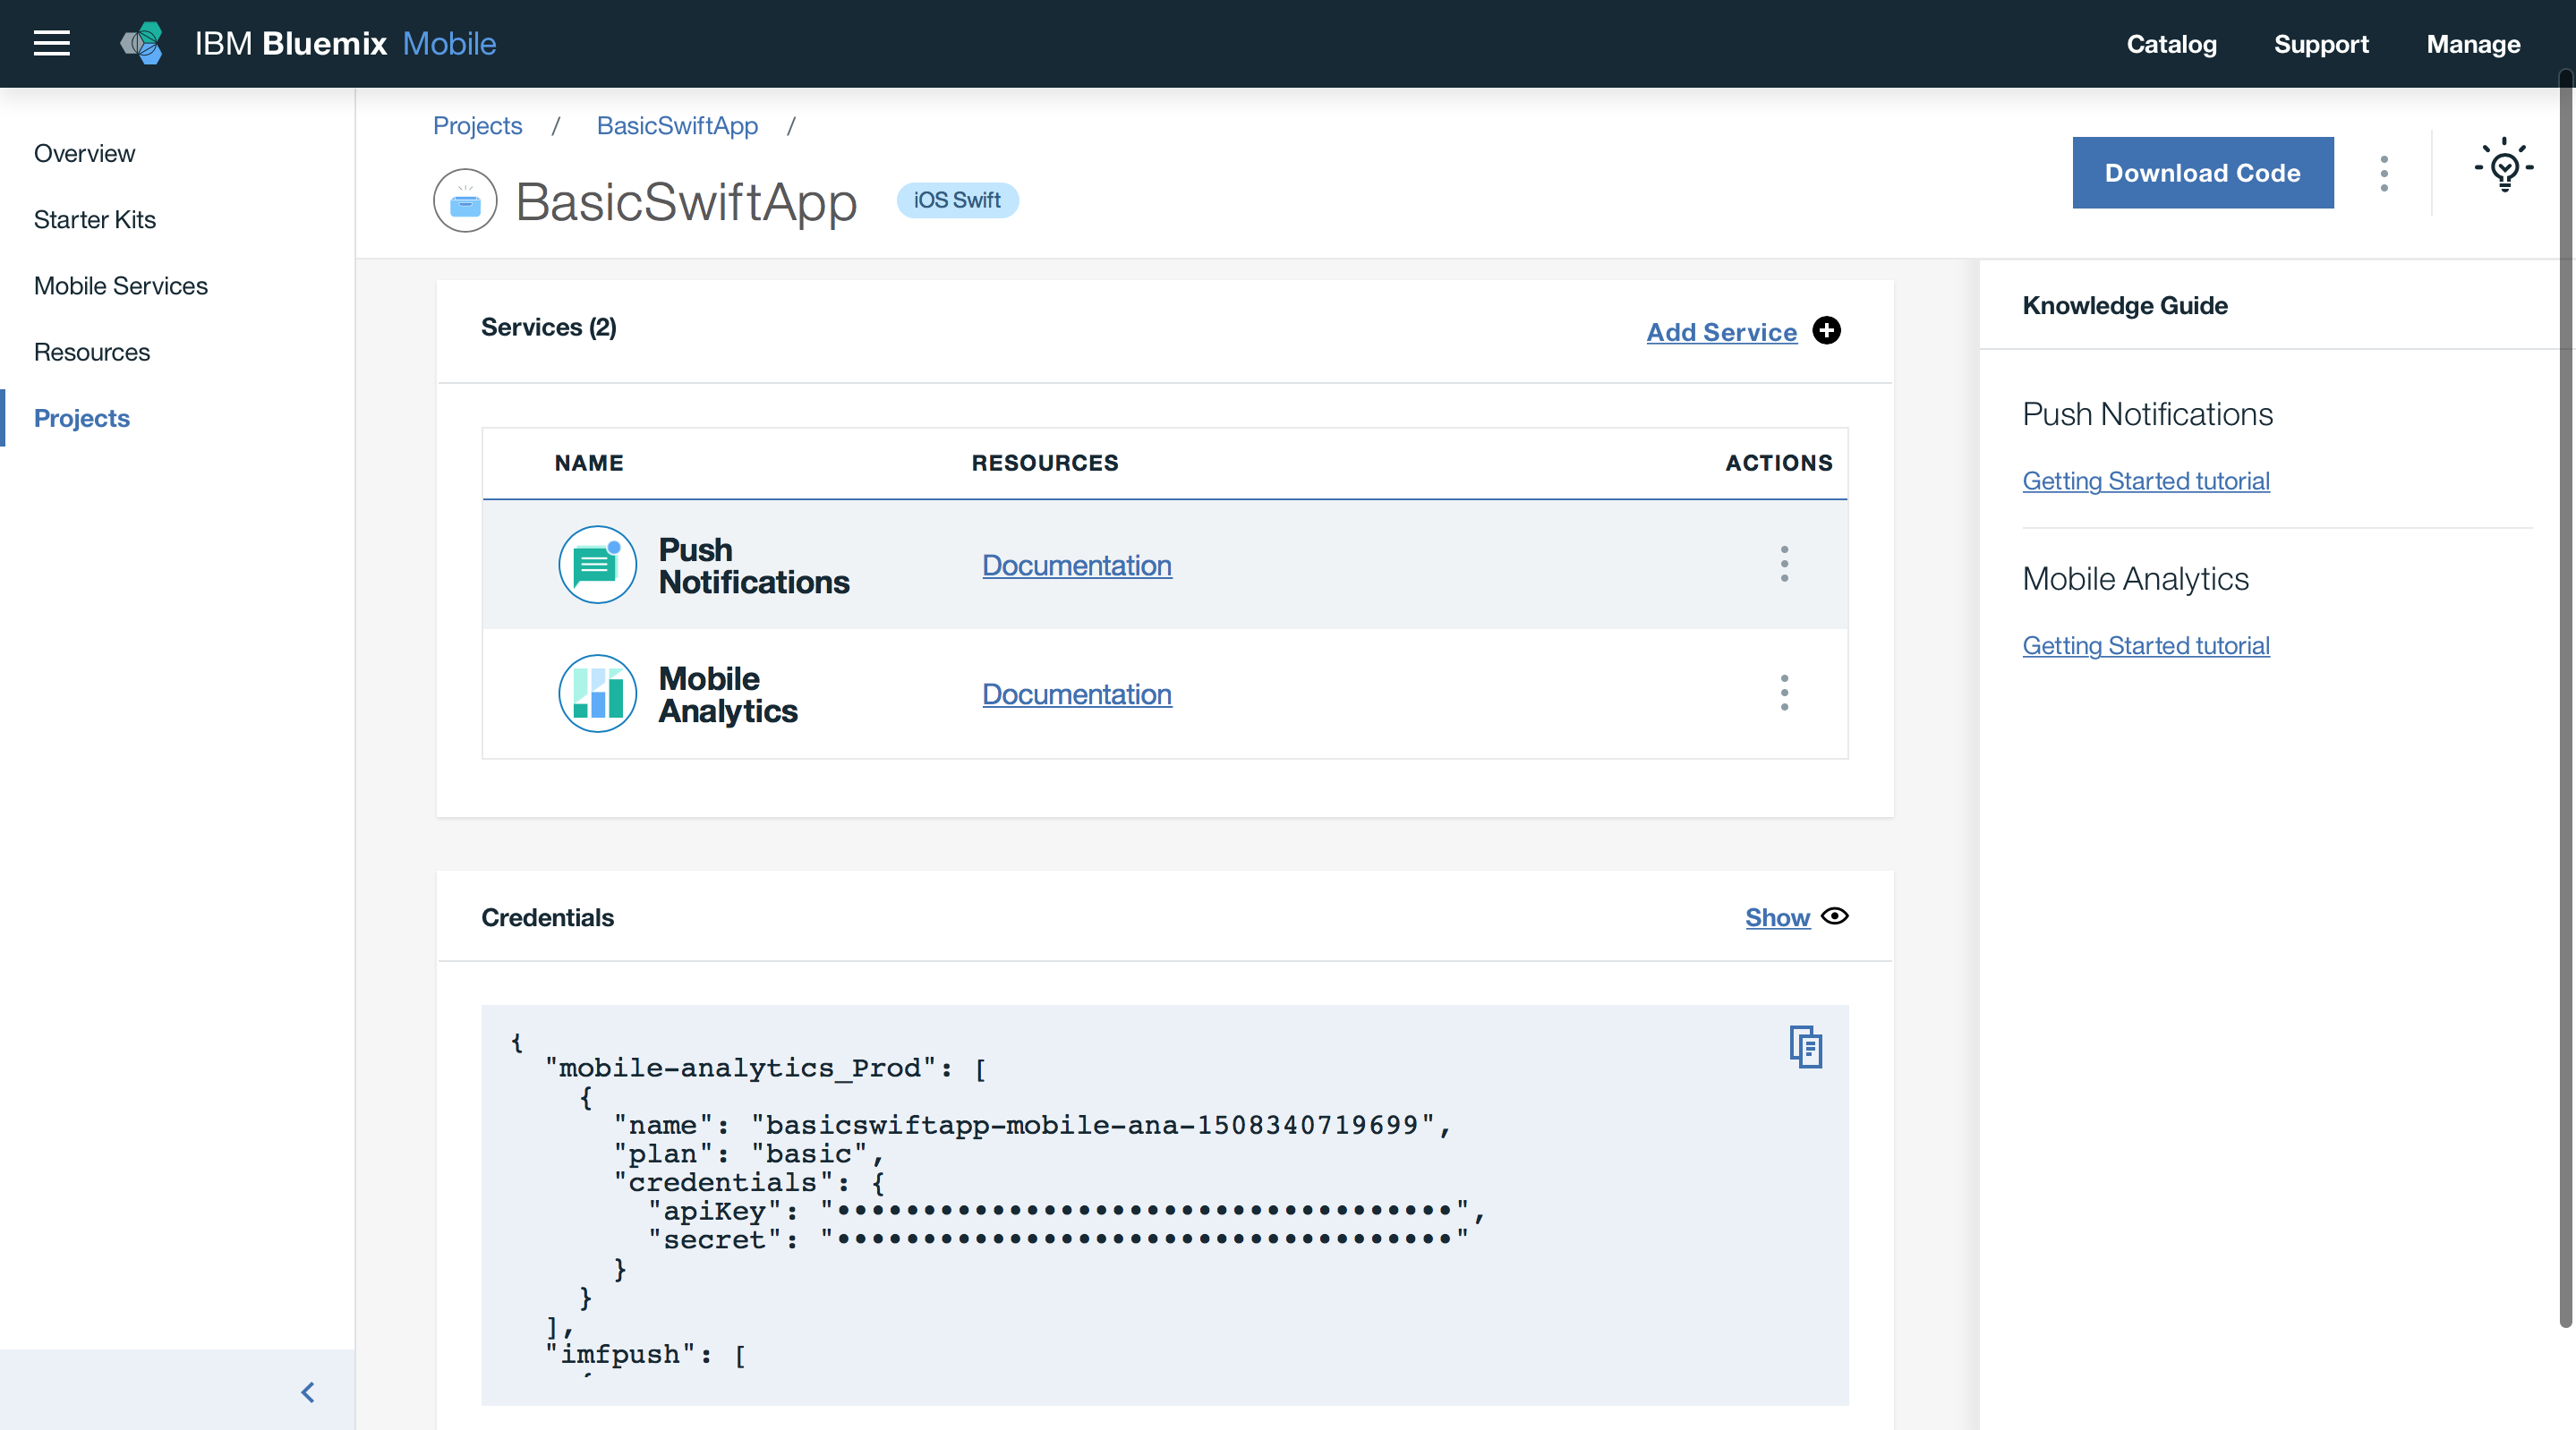 IBM Bluemix Mobile
Catalog Support Manage
Overview
Starter Kits
Mobile Services
Resources
Projects
Projects / BasicSwiftApp /
BasicSwiftApp iOS Swift
Download Code
Services (2)
Add Service
NAME RESOURCES ACTIONS
Push
Notifications
Documentation
Mobile
Analytics
Documentation
Credentials
Show
{
"mobile-analytics_Prod": [
{
"name": "basicswiftapp-mobile-ana-1508340719699",
"plan": "basic",
"credentials": {
"apiKey": "••••••••••••••••••••••••••••••••••••",
"secret": "••••••••••••••••••••••••••••••••••••"
}
}
],
"imfpush": [
Knowledge Guide
Push Notifications
Getting Started tutorial
Mobile Analytics
Getting Started tutorial